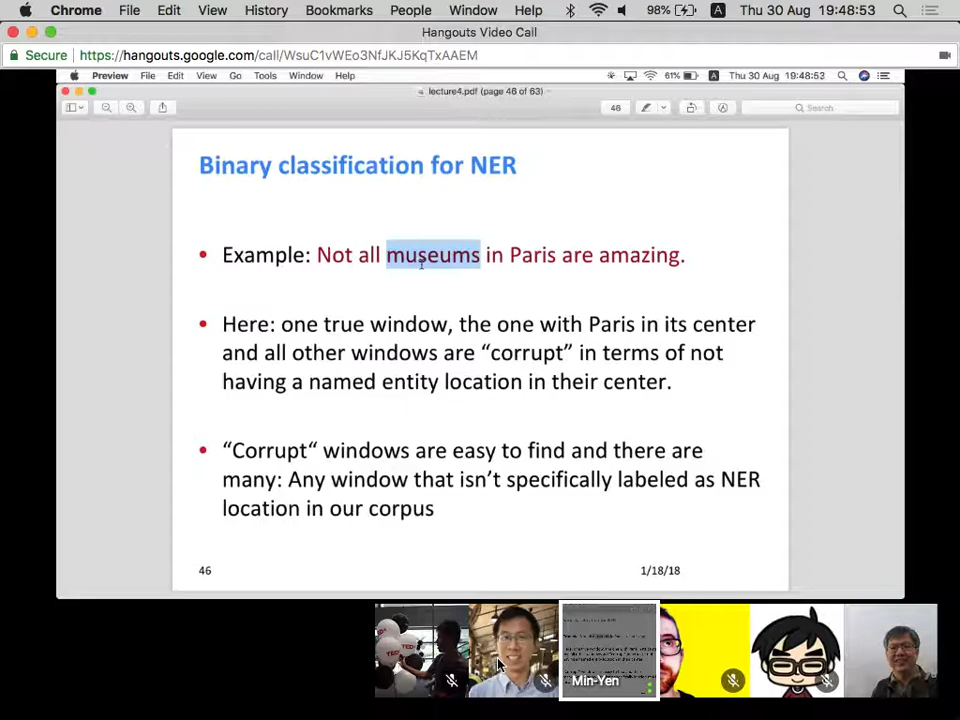 Chrome File Edit View History Bookmarks People Window Help 98% A Thu 30 Aug 19:48:53
Hangouts Video Call
Secure https://hangouts.google.com/call/WsuC1vWEo3NfJKJ5KqTxAAEM
Preview File Edit View Go Tools Window Help 61% A Thu 30 Aug 19:48:53
lecture4.pdf (page 46 of 63)
46 Search
Binary classification for NER
• Example: Not all museums in Paris are amazing.
• Here: one true window, the one with Paris in its center
and all other windows are “corrupt” in terms of not
having a named entity location in their center.
• “Corrupt“ windows are easy to find and there are
many: Any window that isn’t specifically labeled as NER
location in our corpus
46 1/18/18
TED
Min-Yen